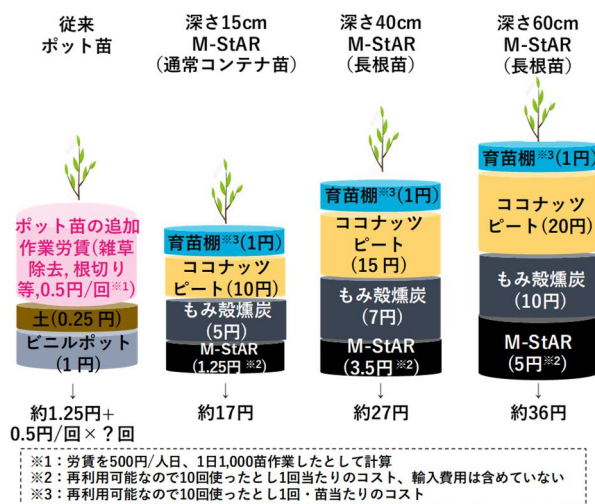 従来
ポット苗
深さ15cm
M-StAR
(通常コンテナ苗)
深さ40cm
M-StAR
(長根苗)
深さ60cm
M-StAR
(長根苗)
ポット苗の追加
作業労賃(雑草
除去, 根切り
等,0.5円/回※1)
土(0.25円)
ビニルポット
(1円)
↓
約1.25円+
0.5円/回×？回
育苗棚※3(1円)
ココナッツ
ピート(10円)
もみ殻燻炭
(5円)
M-StAR
(1.25円※2)
↓
約17円
育苗棚※3(1円)
ココナッツ
ピート
(15円)
もみ殻燻炭
(7円)
M-StAR
(3.5円※2)
↓
約27円
育苗棚※3(1円)
ココナッツ
ピート(20円)
もみ殻燻炭
(10円)
M-StAR
(5円※2)
↓
約36円
※1：労賃を500円/人日、1日1,000苗作業したとして計算
※2：再利用可能なので10回使ったとし1回当たりのコスト、輸入費用は含めていない
※3：再利用可能なので10回使ったとし1回・苗当たりのコスト